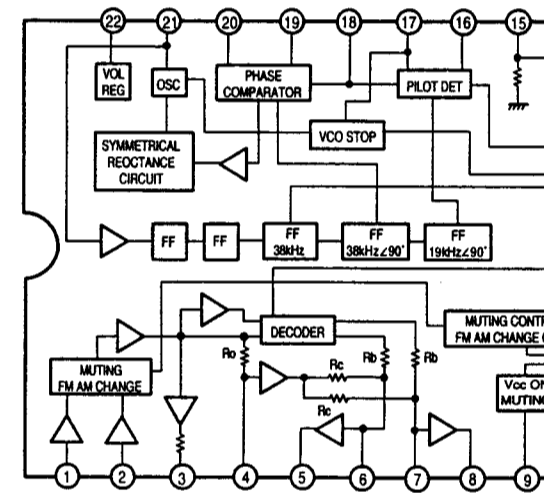 22 21 20 19 18 17 16 15
VOL
REG
OSC
PHASE
COMPARATOR
PILOT DET
VCO STOP
SYMMETRICAL
REOCTANCE
CIRCUIT
FF
FF
FF
38kHz
FF
38kHz∠90°
FF
19kHz∠90°
DECODER
MUTING CONT
FM AM CHANGE
Ro
Rb
Rb
Rc
Rc
MUTING
FM AM CHANGE
Vcc ON
MUTING
1 2 3 4 5 6 7 8 9